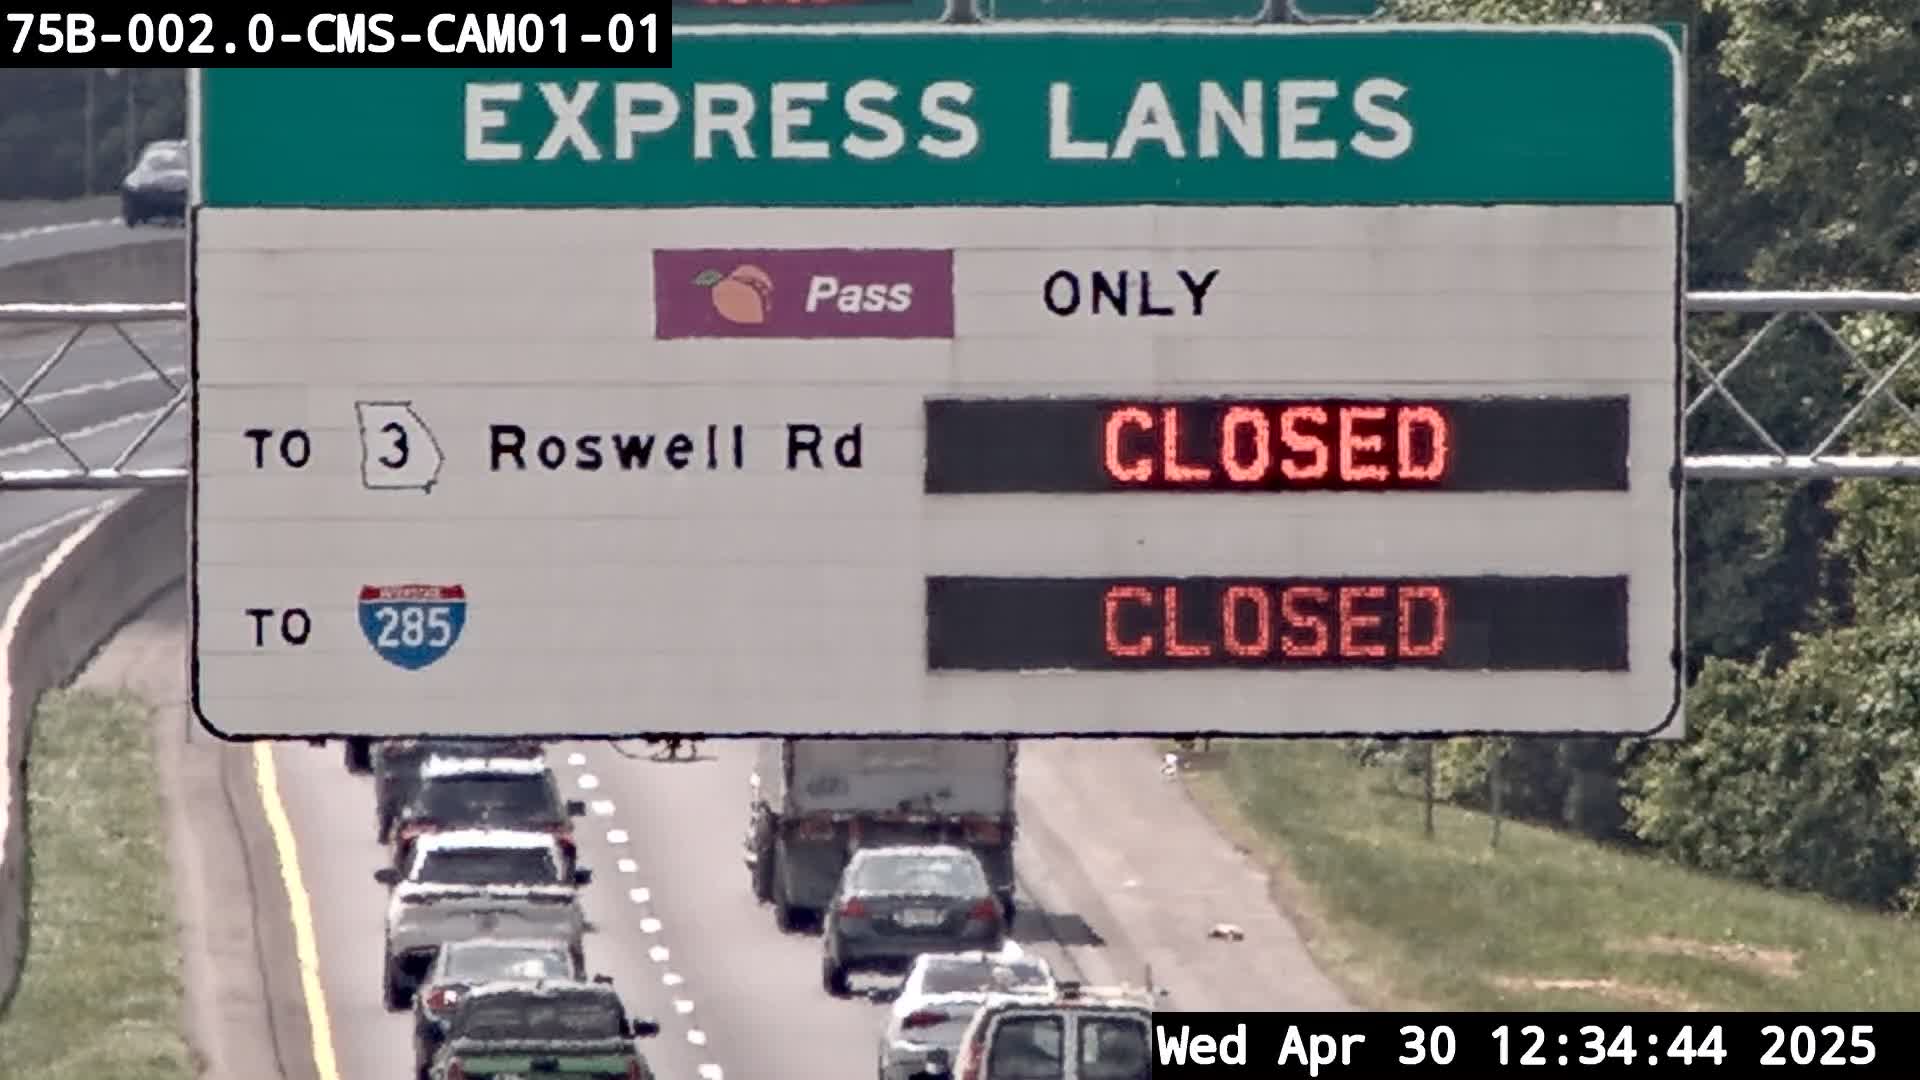 75B-002.0-CMS-CAM01-01
EXPRESS LANES
Pass ONLY
TO 3 Roswell Rd CLOSED
TO 285 CLOSED
Wed Apr 30 12:34:44 2025